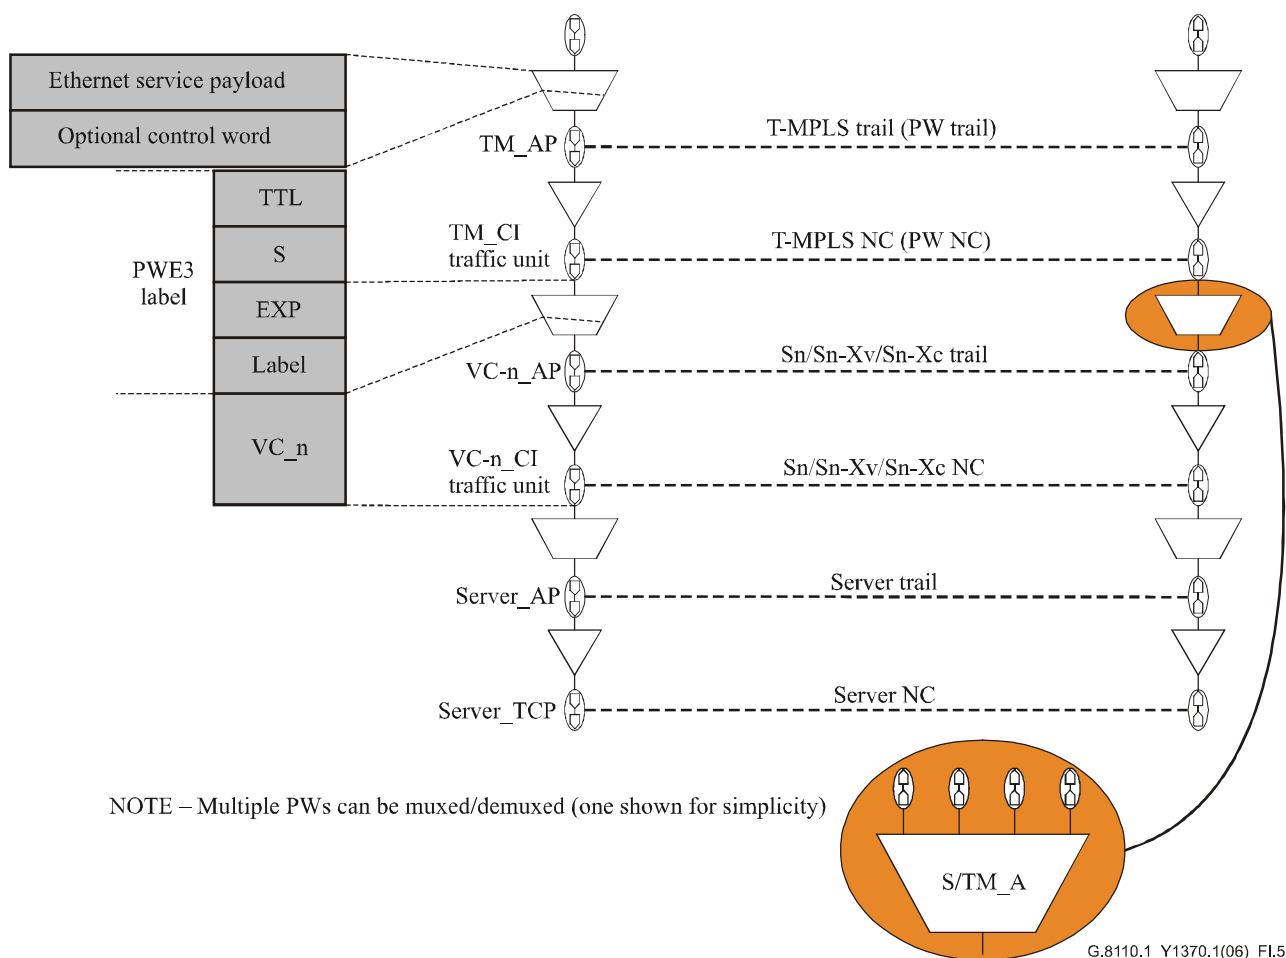 Ethernet service payload
Optional control word
TTL
S
EXP
Label
VC_n
PWE3
label
TM_AP
T-MPLS trail (PW trail)
TM_CI
traffic unit
T-MPLS NC (PW NC)
VC-n_AP
Sn/Sn-Xv/Sn-Xc trail
VC-n_CI
traffic unit
Sn/Sn-Xv/Sn-Xc NC
Server_AP
Server trail
Server_TCP
Server NC
NOTE – Multiple PWs can be muxed/demuxed (one shown for simplicity)
S/TM_A
G.8110.1_Y1370.1(06)_FI.5